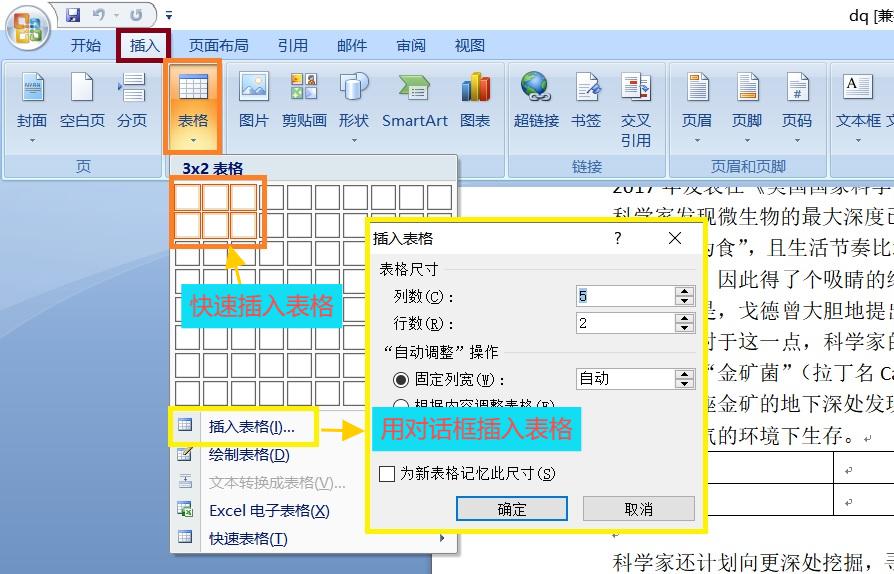 dq [兼
开始 插入 页面布局 引用 邮件 审阅 视图
封面 空白页 分页 表格 图片 剪贴画 形状 SmartArt 图表 超链接 书签 交叉引用 页眉 页脚 页码 文本框 文
页 链接 页眉和页脚
3x2 表格
2017 年发表在《美国国家科学
科学家发现微生物的最大深度已
插入表格 ? ×
为食”，且生活节奏比
表格尺寸
因此得了个吸睛的绰
列数(C)： 5
快速插入表格
是，戈德曾大胆地提出
行数(R)： 2
对于这一点，科学家的
“自动调整”操作
固定列宽(W)： 自动
“金矿菌”（拉丁名 Ca
根据内容调整表格(F)
座金矿的地下深处发现
插入表格(I)...
用对话框插入表格
气的环境下生存。
绘制表格(D)
文本转换成表格(V)...
为新表格记忆此尺寸(S)
Excel 电子表格(X)
确定 取消
快速表格(T)
科学家还计划向更深处挖掘，寻